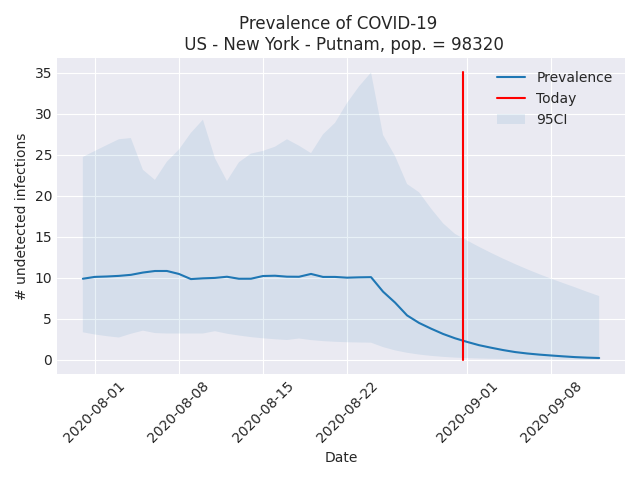 Prevalence of COVID-19
US - New York - Putnam, pop. = 98320
# undetected infections
35
30
25
20
15
10
5
0
Prevalence
Today
95CI
2020-08-01
2020-08-08
2020-08-15
2020-08-22
2020-09-01
2020-09-08
Date